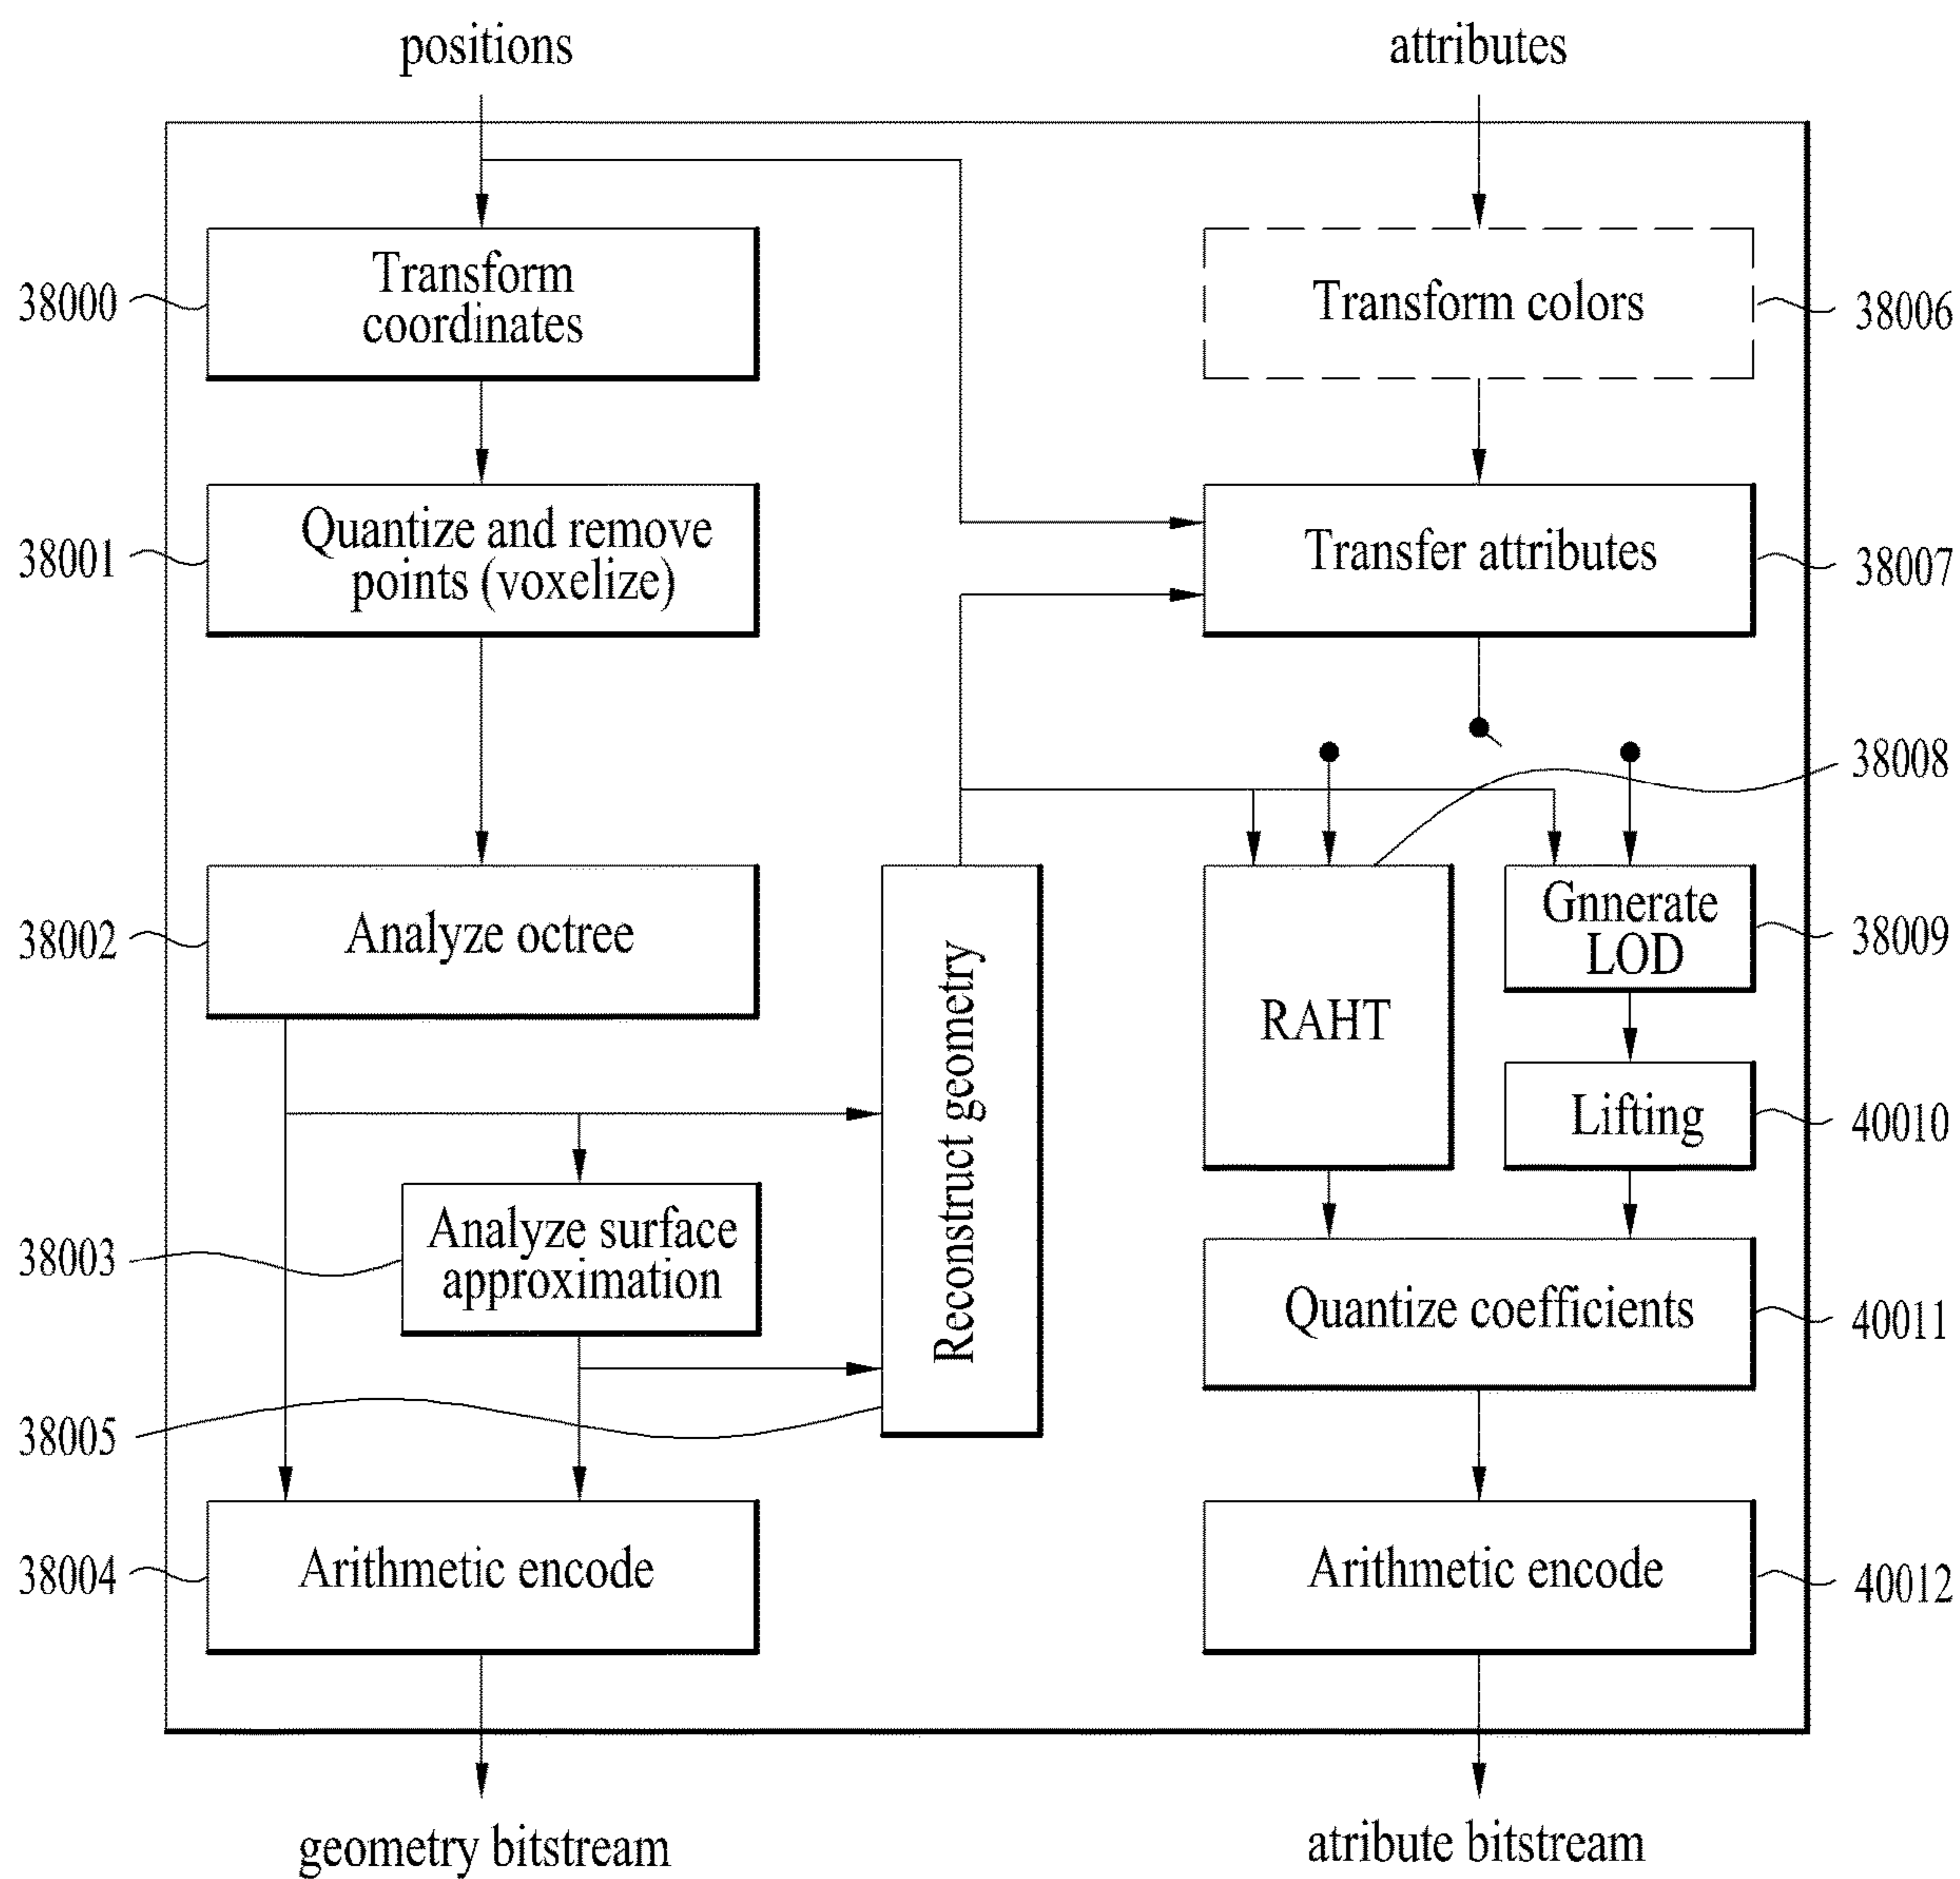 positions
attributes
Transform
coordinates
38000
Transform colors
38006
Quantize and remove
points (voxelize)
38001
Transfer attributes
38007
38008
Analyze octree
38002
Reconstruct geometry
RAHT
Gnnerate
LOD
38009
Lifting
40010
Analyze surface
approximation
38003
Quantize coefficients
40011
38005
Arithmetic encode
38004
Arithmetic encode
40012
geometry bitstream
atribute bitstream